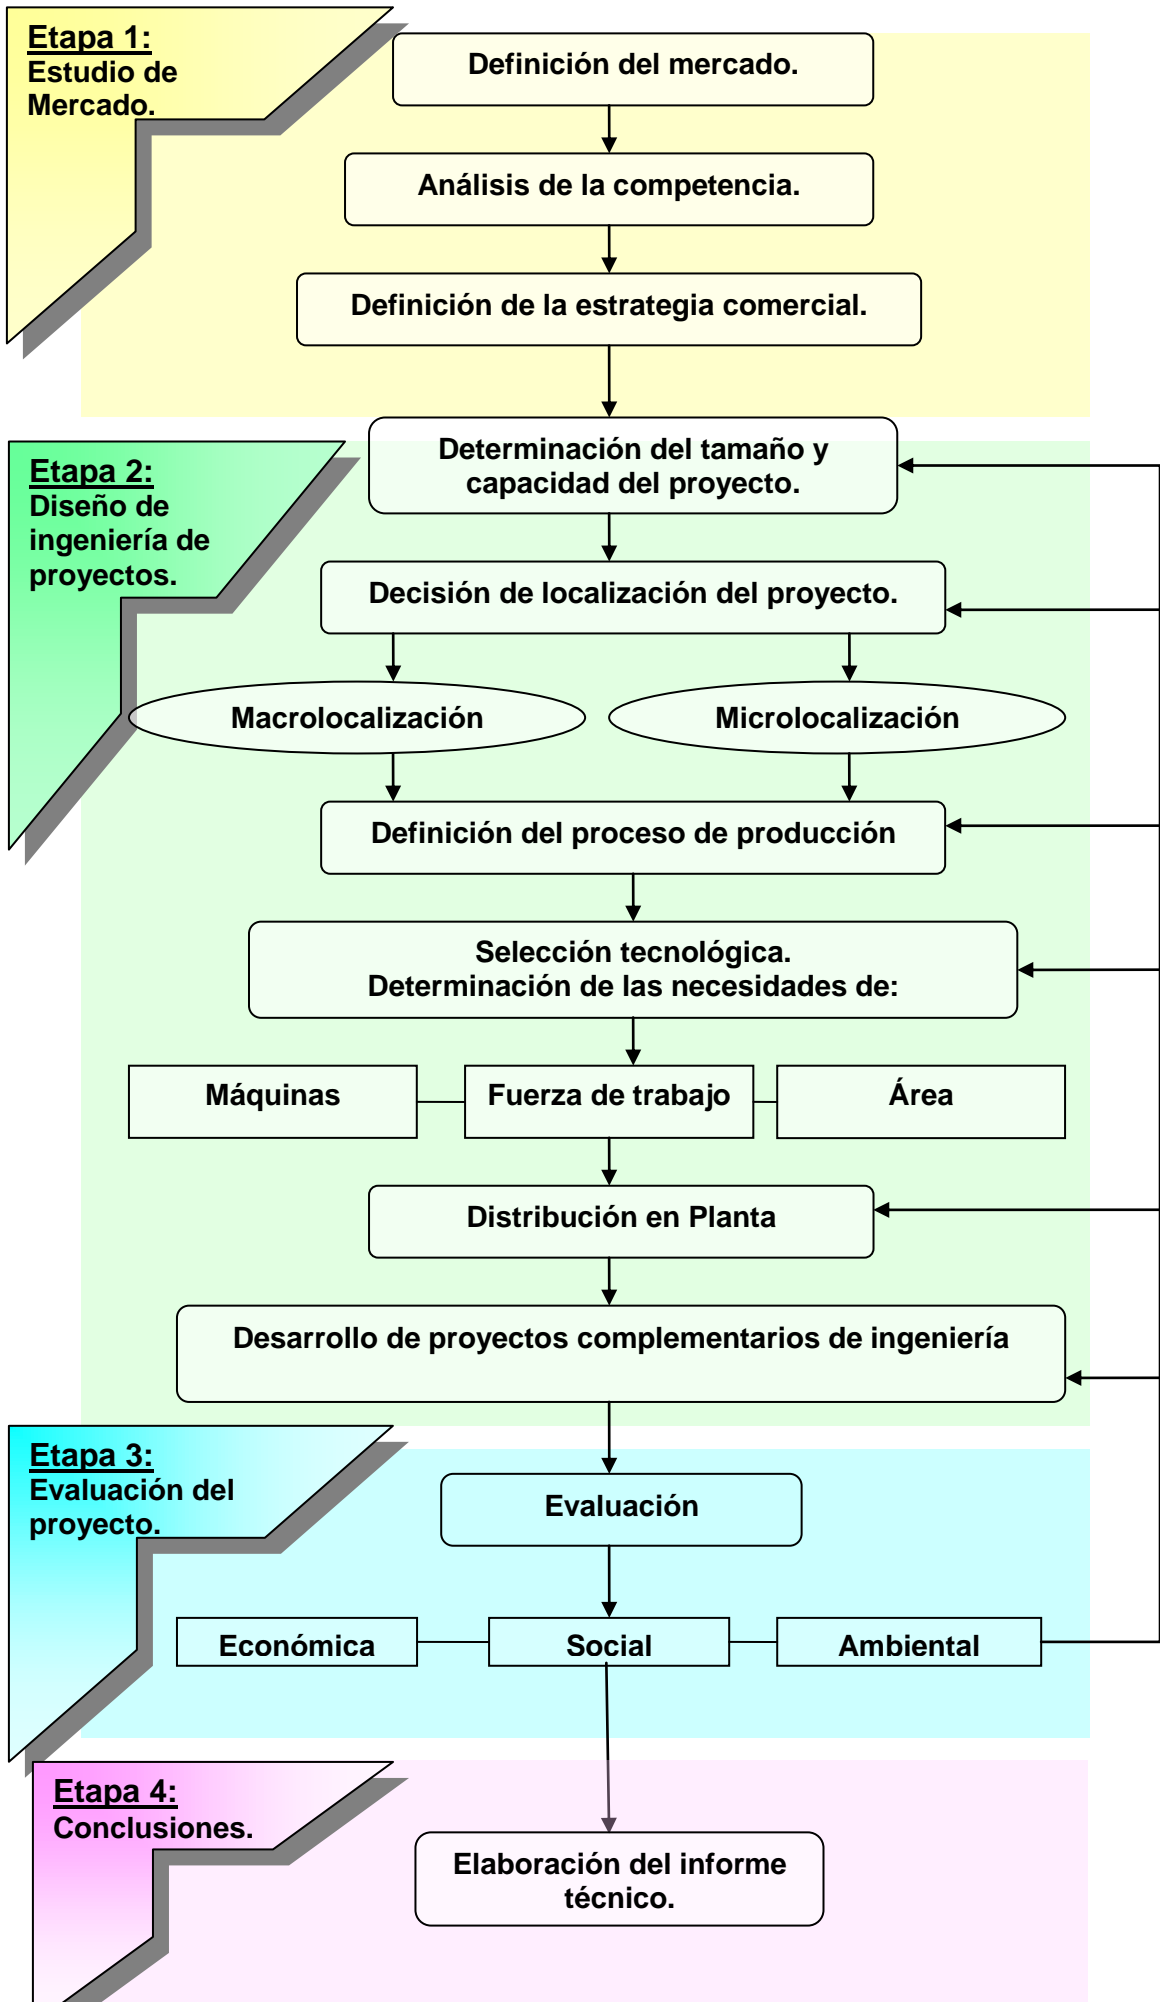 Etapa 1:
Estudio de
Mercado.
Definición del mercado.
Análisis de la competencia.
Definición de la estrategia comercial.
Etapa 2:
Diseño de
ingeniería de
proyectos.
Determinación del tamaño y
capacidad del proyecto.
Decisión de localización del proyecto.
Macrolocalización
Microlocalización
Definición del proceso de producción
Selección tecnológica.
Determinación de las necesidades de:
Máquinas
Fuerza de trabajo
Área
Distribución en Planta
Desarrollo de proyectos complementarios de ingeniería
Etapa 3:
Evaluación del
proyecto.
Evaluación
Económica
Social
Ambiental
Etapa 4:
Conclusiones.
Elaboración del informe
técnico.